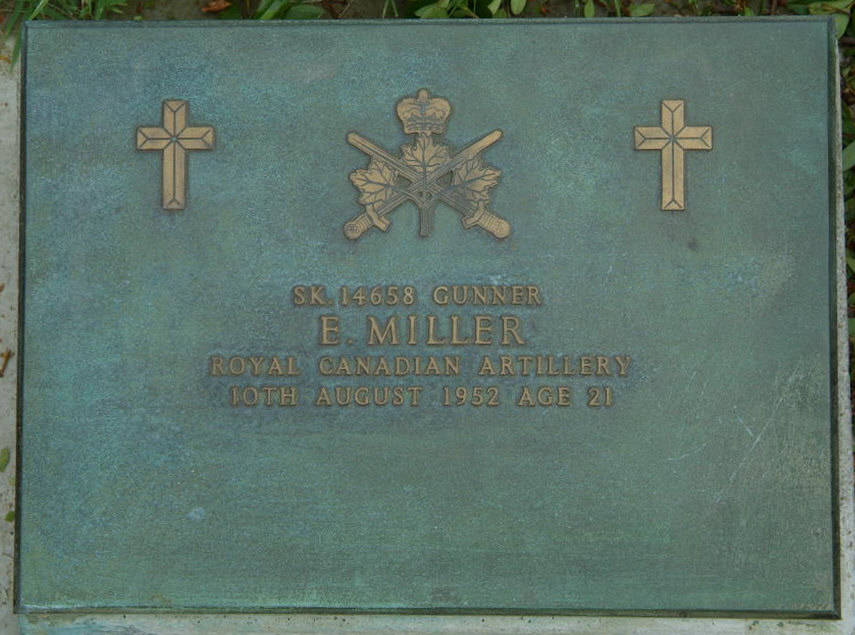 SK. 14658 GUNNER
E. MILLER
ROYAL CANADIAN ARTILLERY
10TH AUGUST 1952 AGE 21